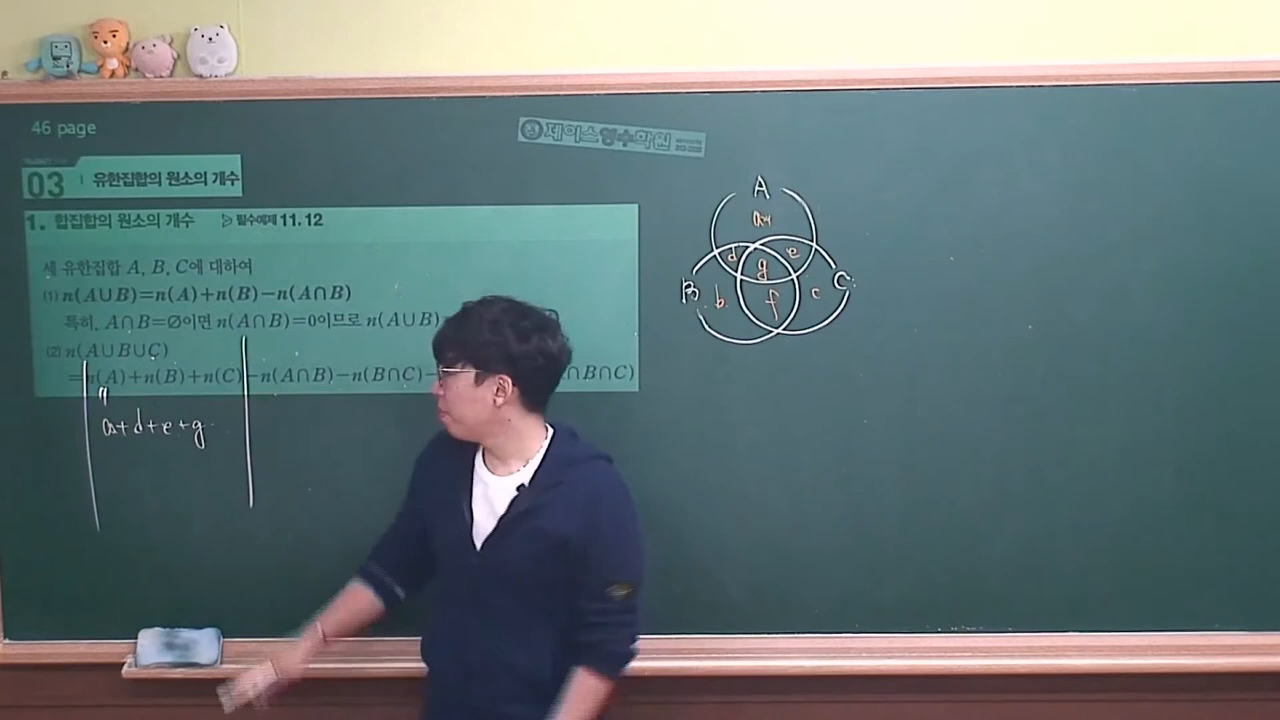 46 page
제이스영수학원
03 유한집합의 원소의 개수
1. 합집합의 원소의 개수 ▷ 필수예제 11, 12
세 유한집합 A, B, C에 대하여
(1) n(A∪B)=n(A)+n(B)−n(A∩B)
특히, A∩B=∅이면 n(A∩B)=0이므로 n(A∪B)
(2) n(A∪B∪C)
=n(A)+n(B)+n(C)−n(A∩B)−n(B∩C)− ∩B∩C)
a+d+e+g
A
d e
g
B b f c C